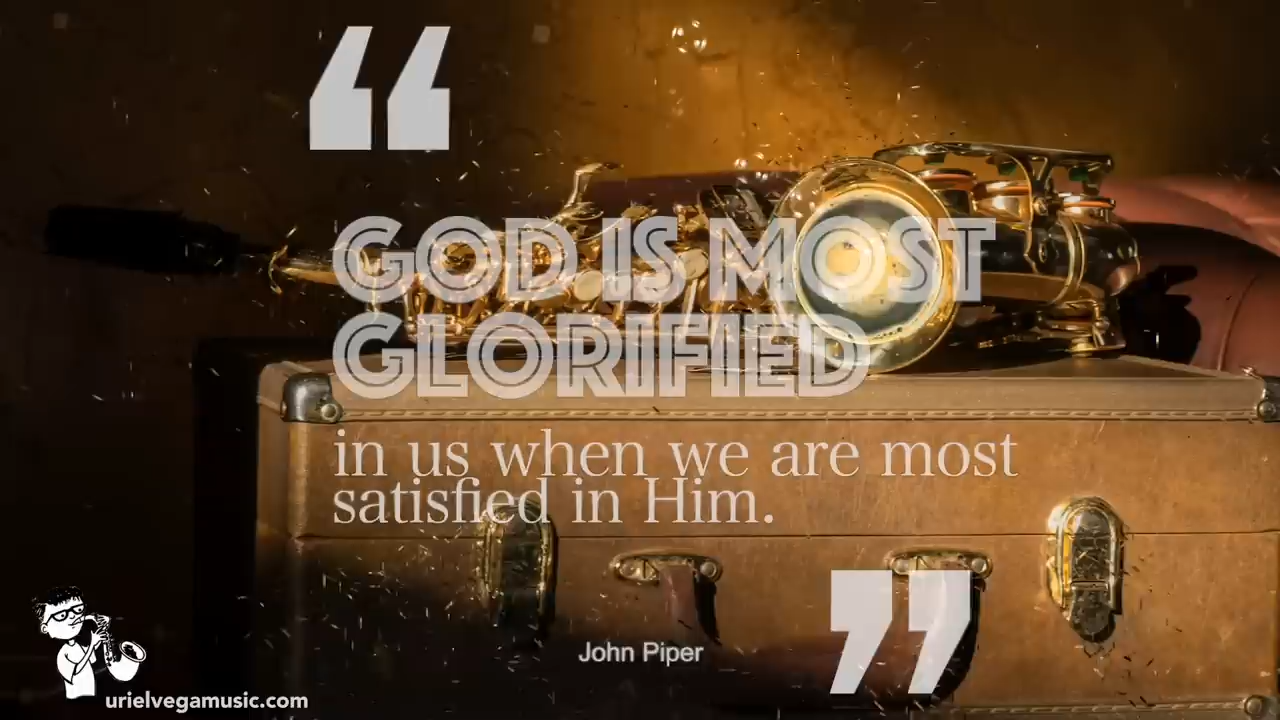 “
GOD IS MOST
GLORIFIED
in us when we are most
satisfied in Him.
”
John Piper
urielvegamusic.com